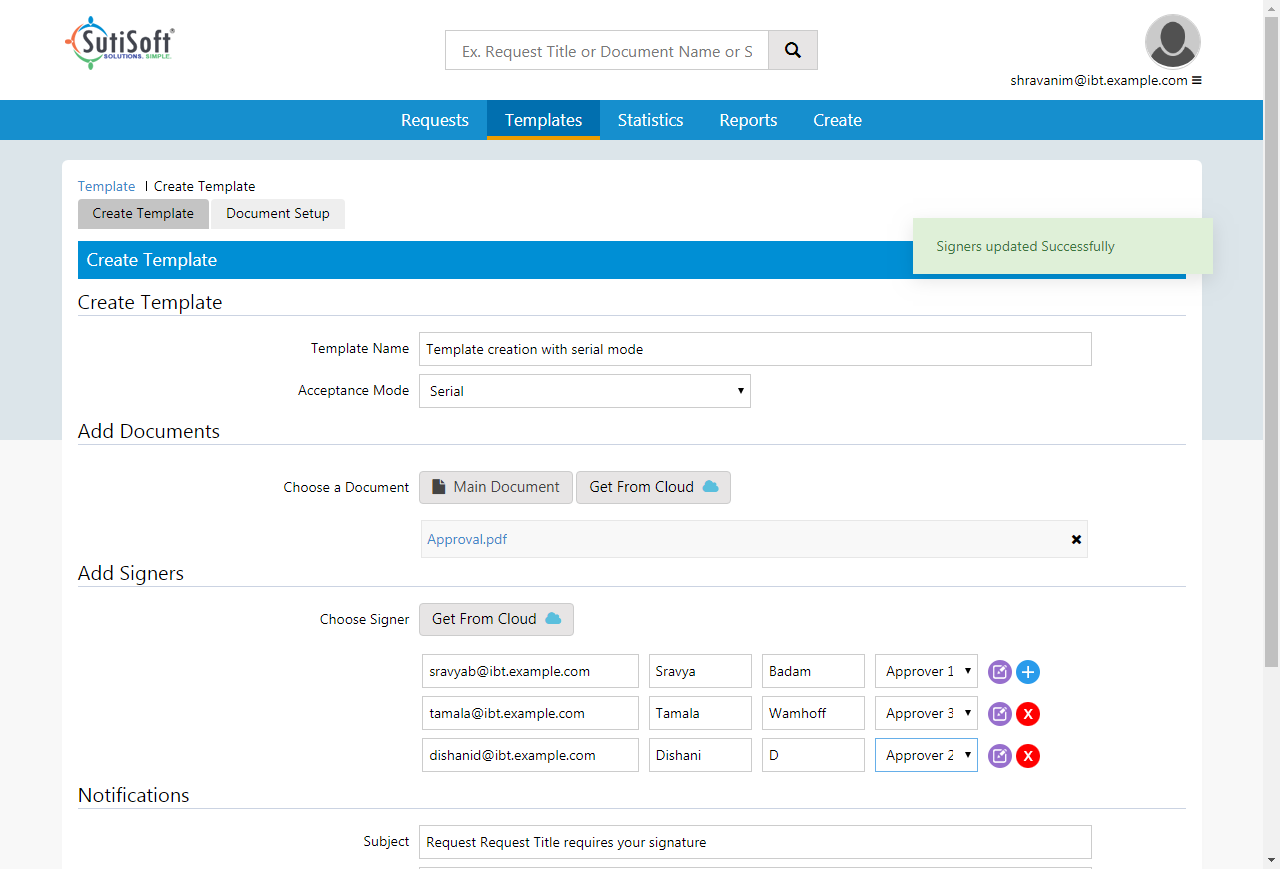 SutiSoft®
SOLUTIONS. SIMPLE.
Ex. Request Title or Document Name or S
shravanim@ibt.example.com
Requests Templates Statistics Reports Create
Template | Create Template
Create Template Document Setup
Signers updated Successfully
Create Template
Create Template
Template Name Template creation with serial mode
Acceptance Mode Serial
Add Documents
Choose a Document Main Document Get From Cloud
Approval.pdf
Add Signers
Choose Signer Get From Cloud
sravyab@ibt.example.com Sravya Badam Approver 1
tamala@ibt.example.com Tamala Wamhoff Approver 3 X
dishanid@ibt.example.com Dishani D Approver 2 X
Notifications
Subject Request Request Title requires your signature